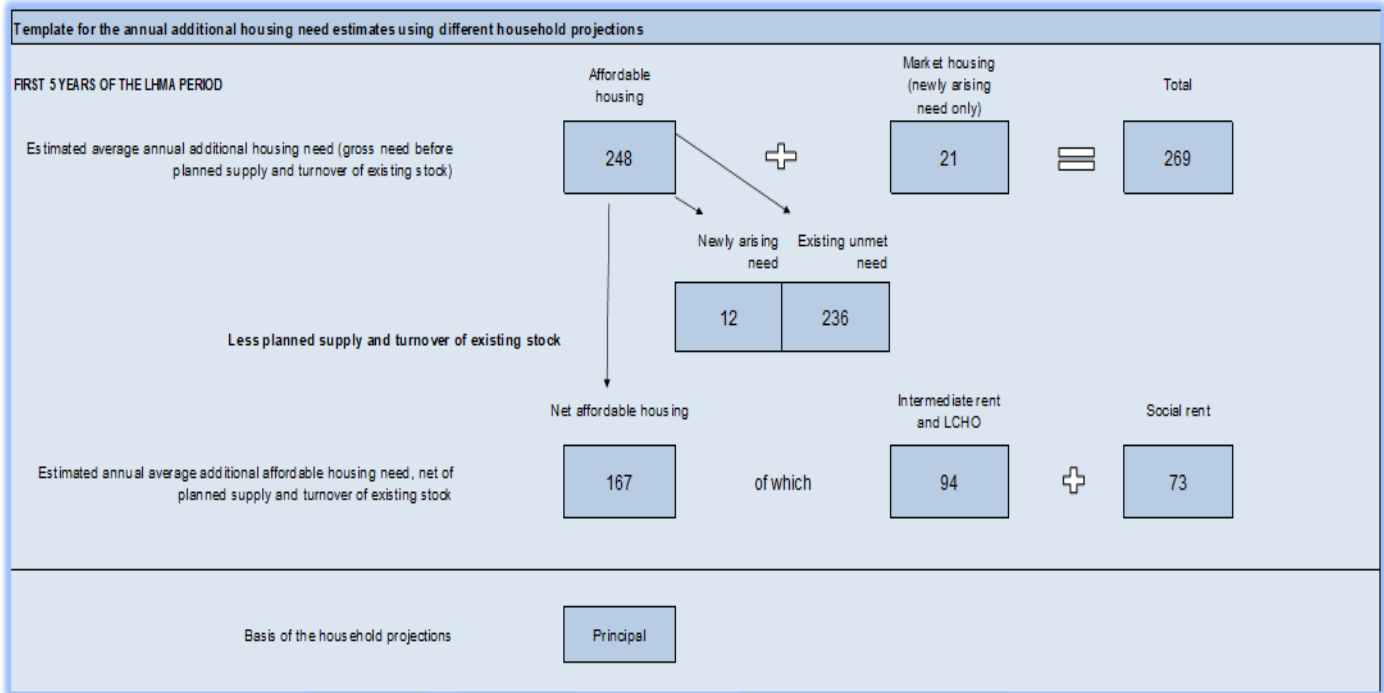 Template for the annual additional housing need estimates using different household projections
FIRST 5 YEARS OF THE LHMA PERIOD
Affordable
housing
Market housing
(newly arising
need only)
Total
Estimated average annual additional housing need (gross need before
planned supply and turnover of existing stock)
248
21
269
Newly arising
need
Existing unmet
need
12
236
Less planned supply and turnover of existing stock
Net affordable housing
Intermediate rent
and LCHO
Social rent
Estimated annual average additional affordable housing need, net of
planned supply and turnover of existing stock
167
of which
94
73
Basis of the household projections
Principal